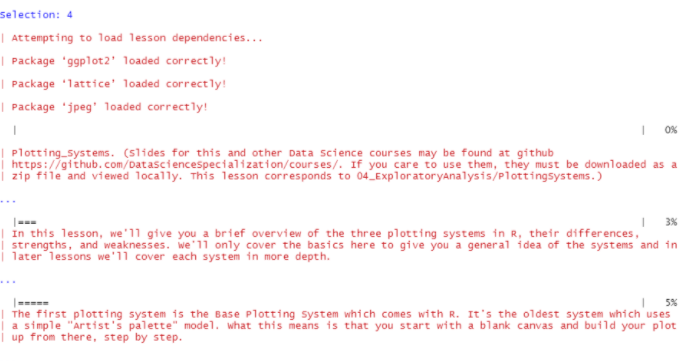 Selection: 4
| Attempting to load lesson dependencies...
| Package ‘ggplot2’ loaded correctly!
| Package ‘lattice’ loaded correctly!
| Package ‘jpeg’ loaded correctly!
| | 0%
| Plotting_Systems. (Slides for this and other Data Science courses may be found at github
| https://github.com/DataScienceSpecialization/courses/. If you care to use them, they must be downloaded as a
| zip file and viewed locally. This lesson corresponds to 04_ExploratoryAnalysis/PlottingSystems.)
...
|=== | 3%
| In this lesson, we'll give you a brief overview of the three plotting systems in R, their differences,
| strengths, and weaknesses. We'll only cover the basics here to give you a general idea of the systems and in
| later lessons we'll cover each system in more depth.
...
|===== | 5%
| The first plotting system is the Base Plotting System which comes with R. It's the oldest system which uses
| a simple "Artist's palette" model. What this means is that you start with a blank canvas and build your plot
| up from there, step by step.